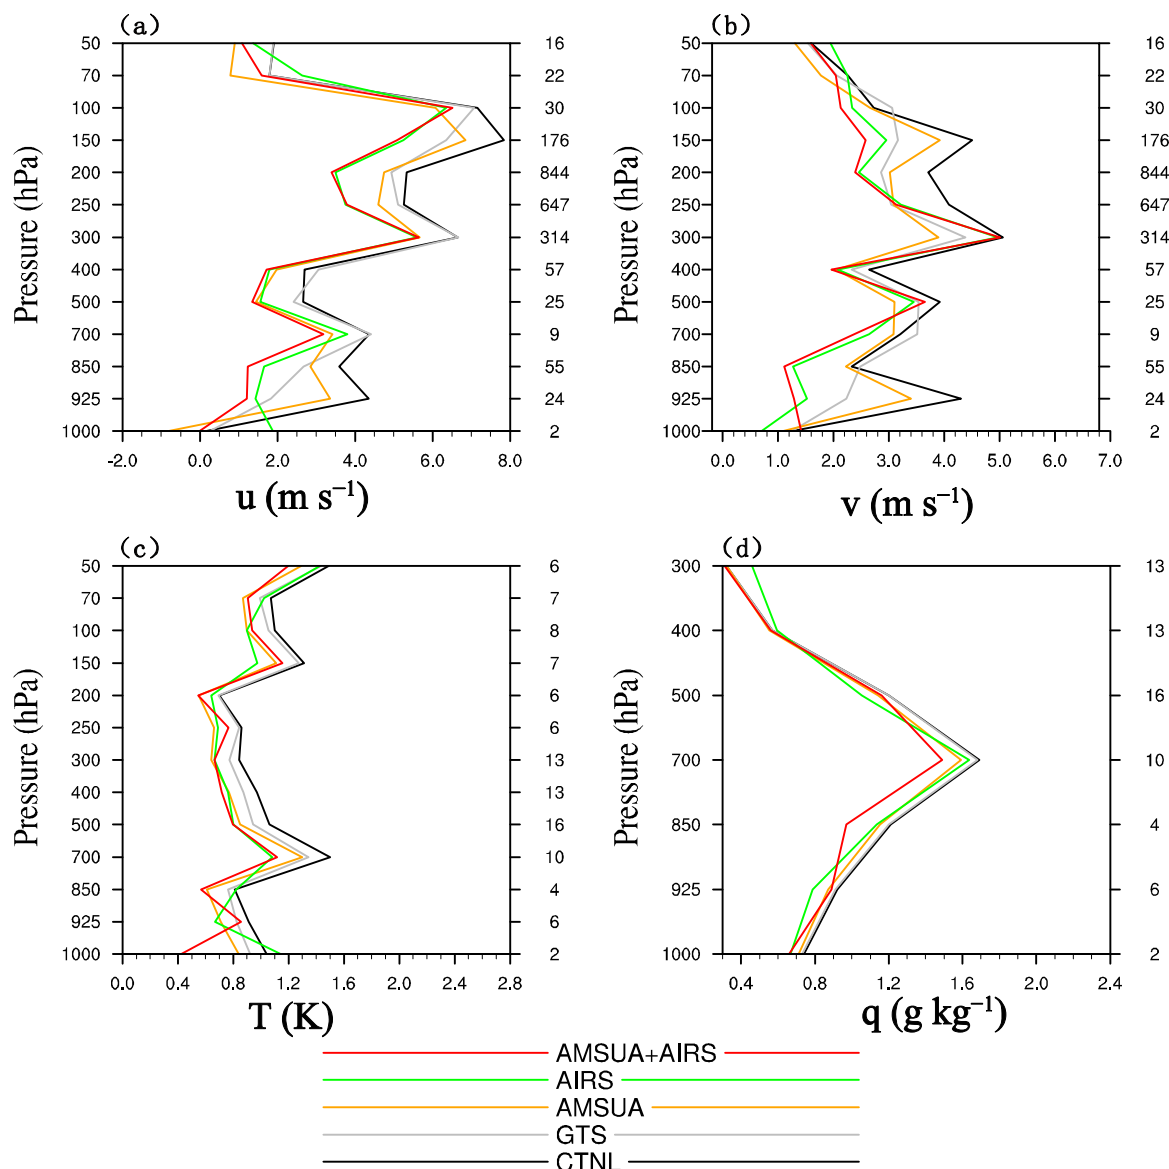 (a)
50 16
70 22
100 30
150 176
200 844
250 647
300 314
400 57
500 25
700 9
850 55
925 24
1000 2
Pressure (hPa)
-2.0 0.0 2.0 4.0 6.0 8.0
u (m s⁻¹)
(b)
50 16
70 22
100 30
150 176
200 844
250 647
300 314
400 57
500 25
700 9
850 55
925 24
1000 2
Pressure (hPa)
0.0 1.0 2.0 3.0 4.0 5.0 6.0 7.0
v (m s⁻¹)
(c)
50 6
70 7
100 8
150 7
200 6
250 6
300 13
400 13
500 16
700 10
850 4
925 6
1000 2
Pressure (hPa)
0.0 0.4 0.8 1.2 1.6 2.0 2.4 2.8
T (K)
(d)
300 13
400 13
500 16
700 10
850 4
925 6
1000 2
Pressure (hPa)
0.4 0.8 1.2 1.6 2.0 2.4
q (g kg⁻¹)
AMSUA+AIRS
AIRS
AMSUA
GTS
CTNL